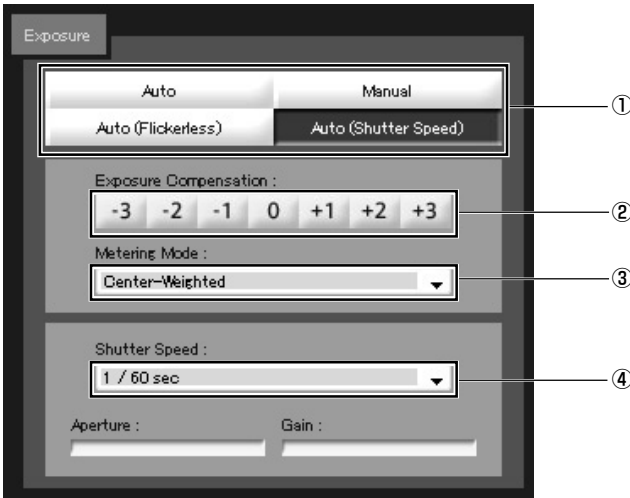 Exposure
Auto Manual ①
Auto (Flickerless) Auto (Shutter Speed)
Exposure Compensation :
-3 -2 -1 0 +1 +2 +3 ②
Metering Mode :
Center-Weighted ③
Shutter Speed :
1 / 60 sec ④
Aperture : Gain :